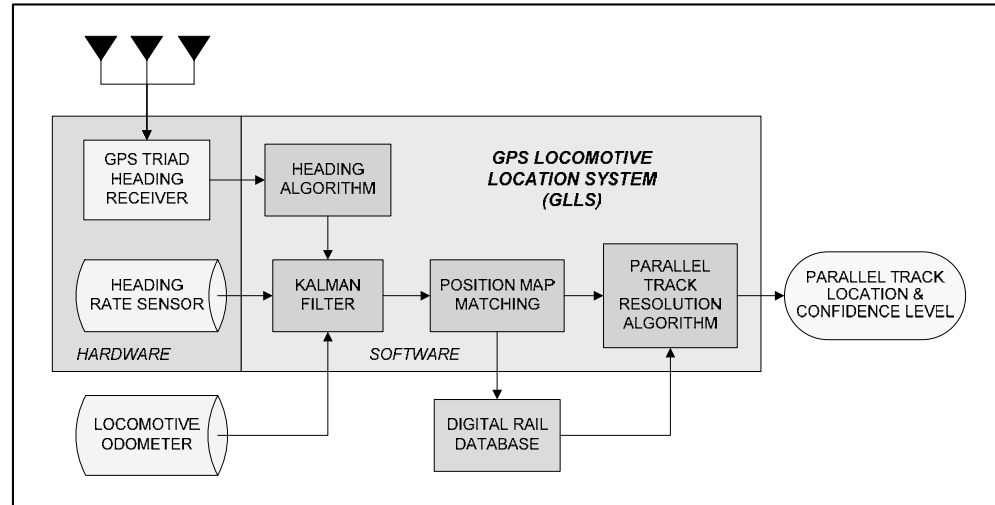 GPS TRIAD
HEADING
RECEIVER
HEADING
ALGORITHM
GPS LOCOMOTIVE
LOCATION SYSTEM
(GLLS)
HEADING
RATE SENSOR
KALMAN
FILTER
POSITION MAP
MATCHING
PARALLEL
TRACK
RESOLUTION
ALGORITHM
PARALLEL TRACK
LOCATION &
CONFIDENCE LEVEL
HARDWARE
SOFTWARE
LOCOMOTIVE
ODOMETER
DIGITAL RAIL
DATABASE